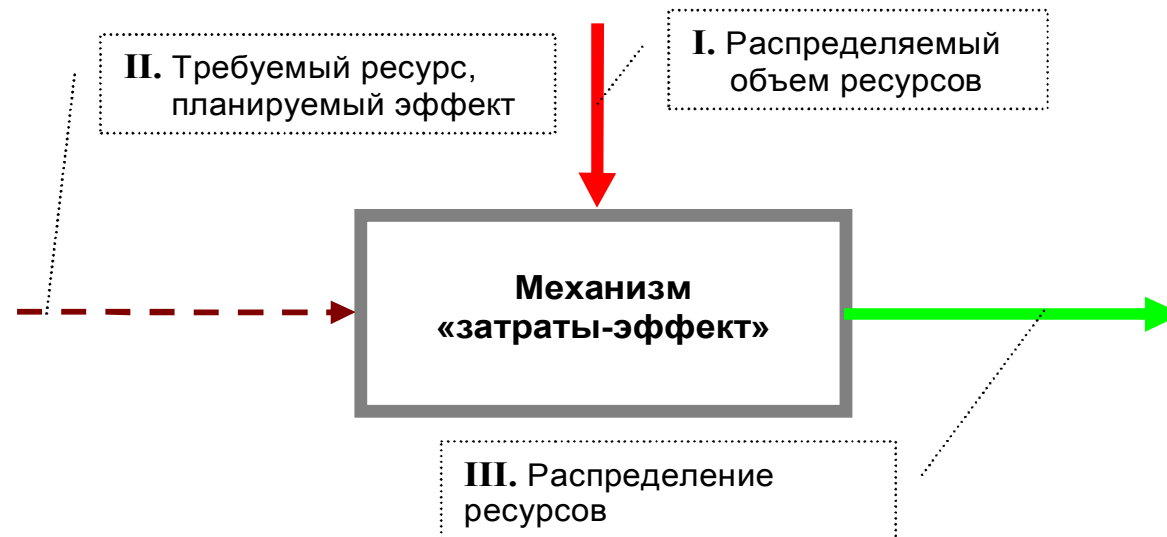 II. Требуемый ресурс,
планируемый эффект
I. Распределяемый
объем ресурсов
Механизм
«затраты-эффект»
III. Распределение
ресурсов